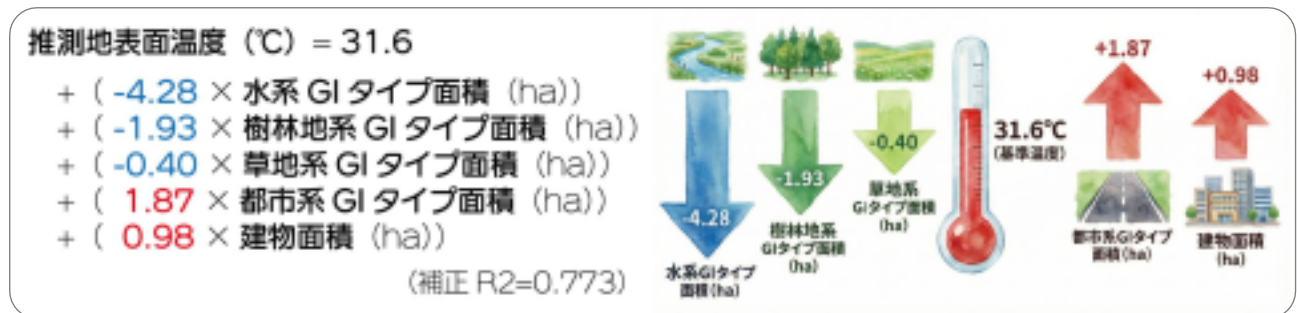 推測地表面温度（℃）= 31.6
+（ -4.28 × 水系 GI タイプ面積（ha））
+（ -1.93 × 樹林地系 GI タイプ面積（ha））
+（ -0.40 × 草地系 GI タイプ面積（ha））
+（ 1.87 × 都市系 GI タイプ面積（ha））
+（ 0.98 × 建物面積（ha））
（補正 R2=0.773）
-4.28
水系GIタイプ
面積(ha)
-1.93
樹林地系
GIタイプ面積
(ha)
-0.40
草地系
GIタイプ面積
(ha)
31.6℃
(基準温度)
+1.87
都市系GIタイプ
面積(ha)
+0.98
建物面積
(ha)